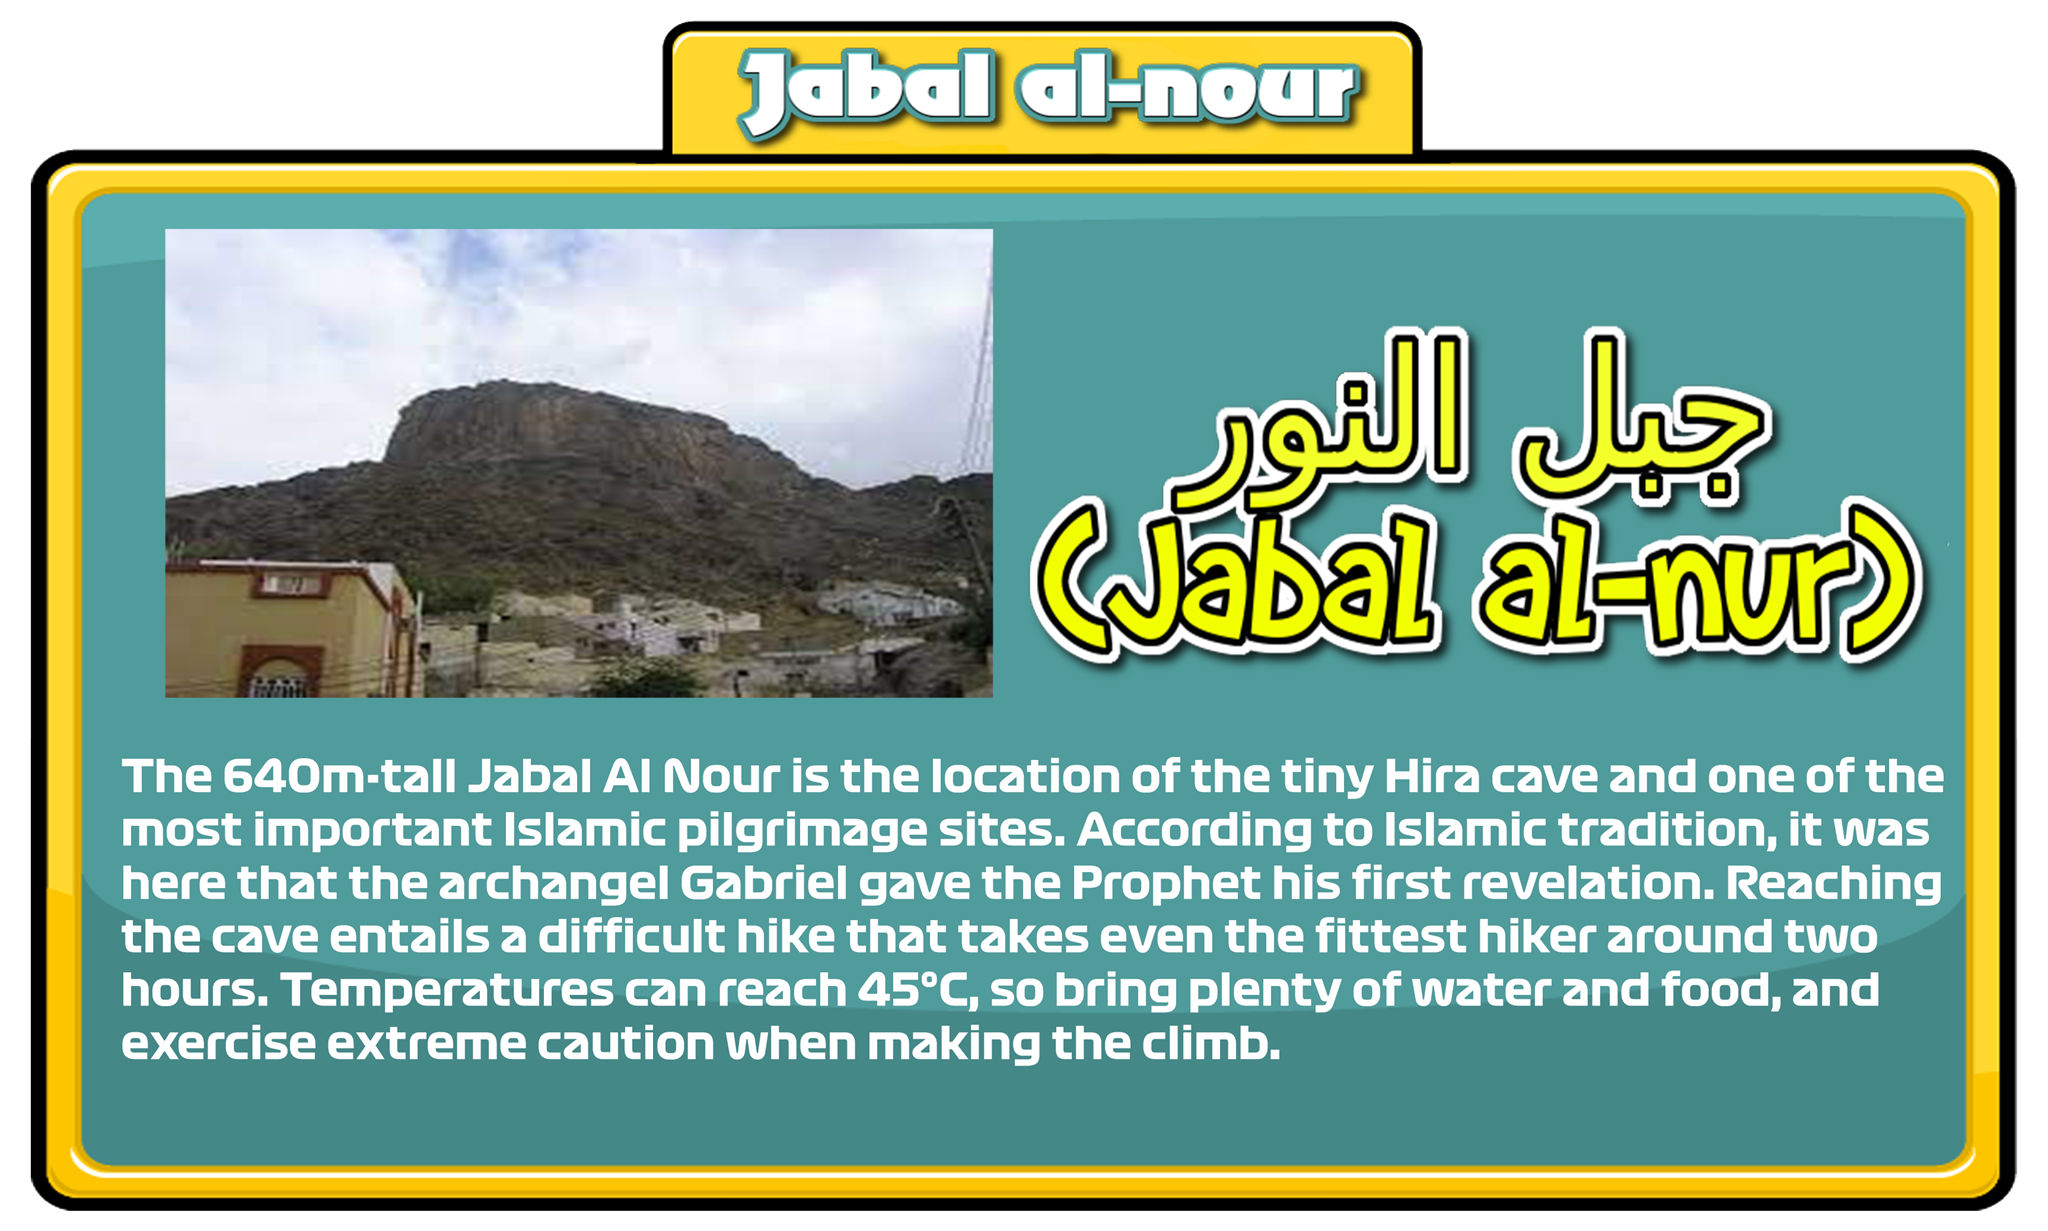 Jabal al-nour
جبل النور
(Jabal al-nur)
The 640m-tall Jabal Al Nour is the location of the tiny Hira cave and one of the
most important Islamic pilgrimage sites. According to Islamic tradition, it was
here that the archangel Gabriel gave the Prophet his first revelation. Reaching
the cave entails a difficult hike that takes even the fittest hiker around two
hours. Temperatures can reach 45°C, so bring plenty of water and food, and
exercise extreme caution when making the climb.